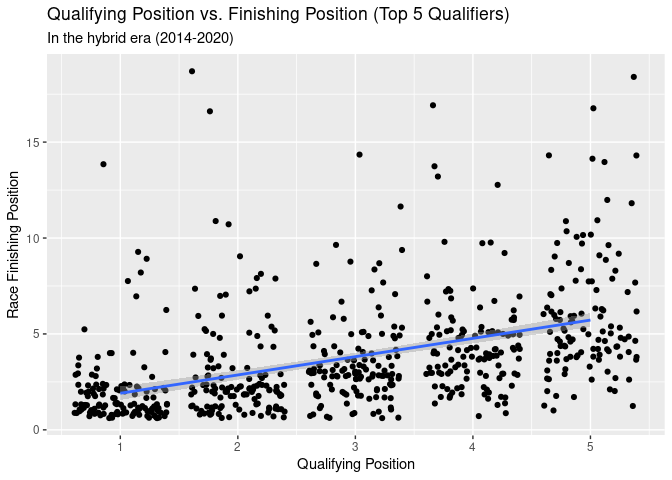 Qualifying Position vs. Finishing Position (Top 5 Qualifiers)
In the hybrid era (2014-2020)
Race Finishing Position
15
10
5
0
1 2 3 4 5
Qualifying Position